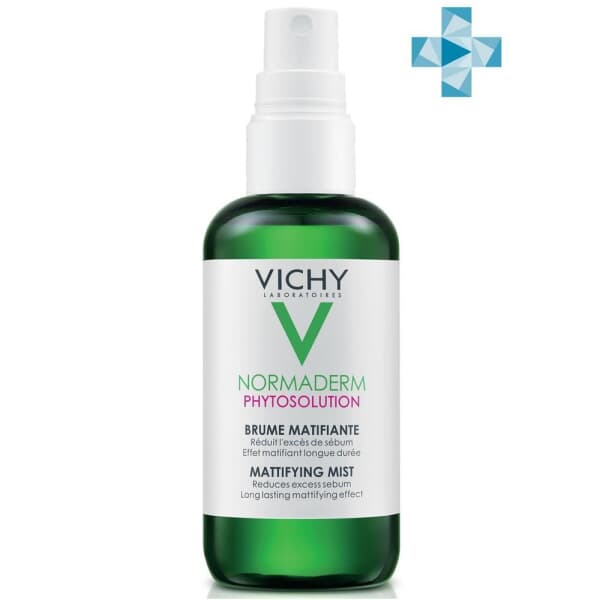 VICHY
LABORATOIRES
V
NORMADERM
PHYTOSOLUTION
BRUME MATIFIANTE
Réduit l'excès de sébum
Effet matifiant longue durée
MATTIFYING MIST
Reduces excess sebum
Long lasting mattifying effect